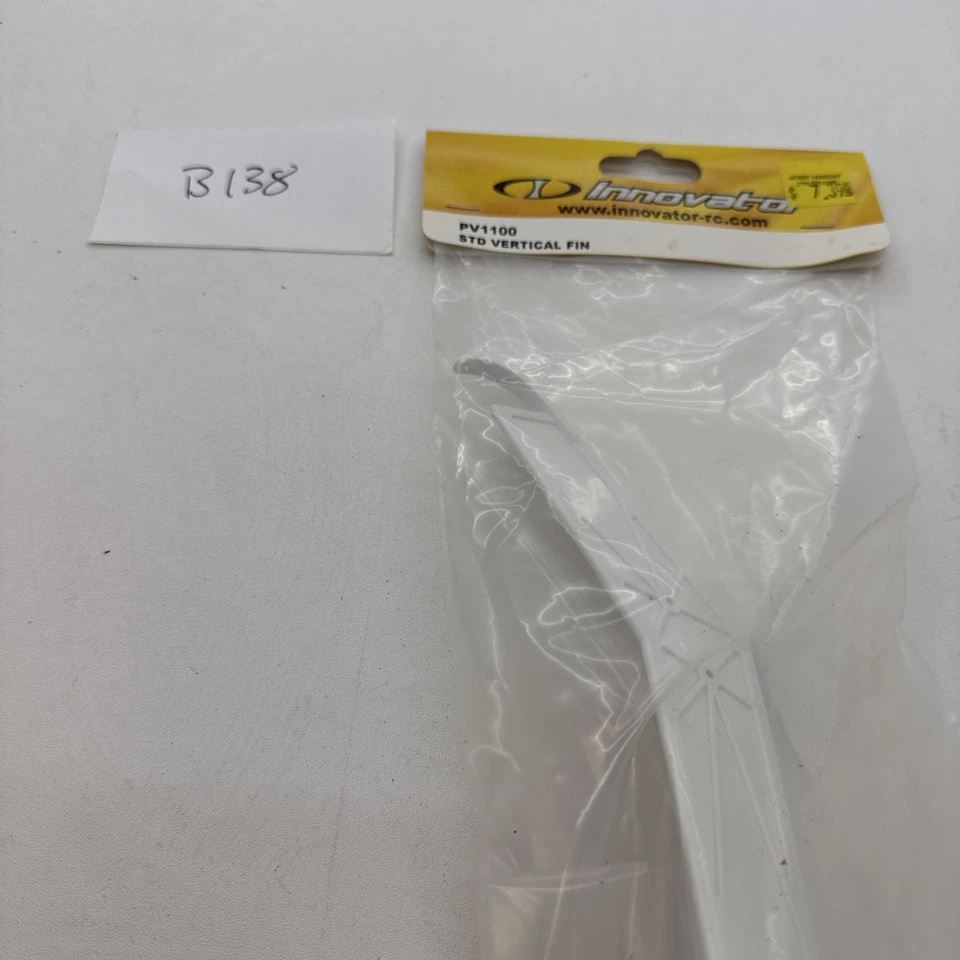 B138
Innovator
www.innovator-rc.com
PV1100
STD VERTICAL FIN